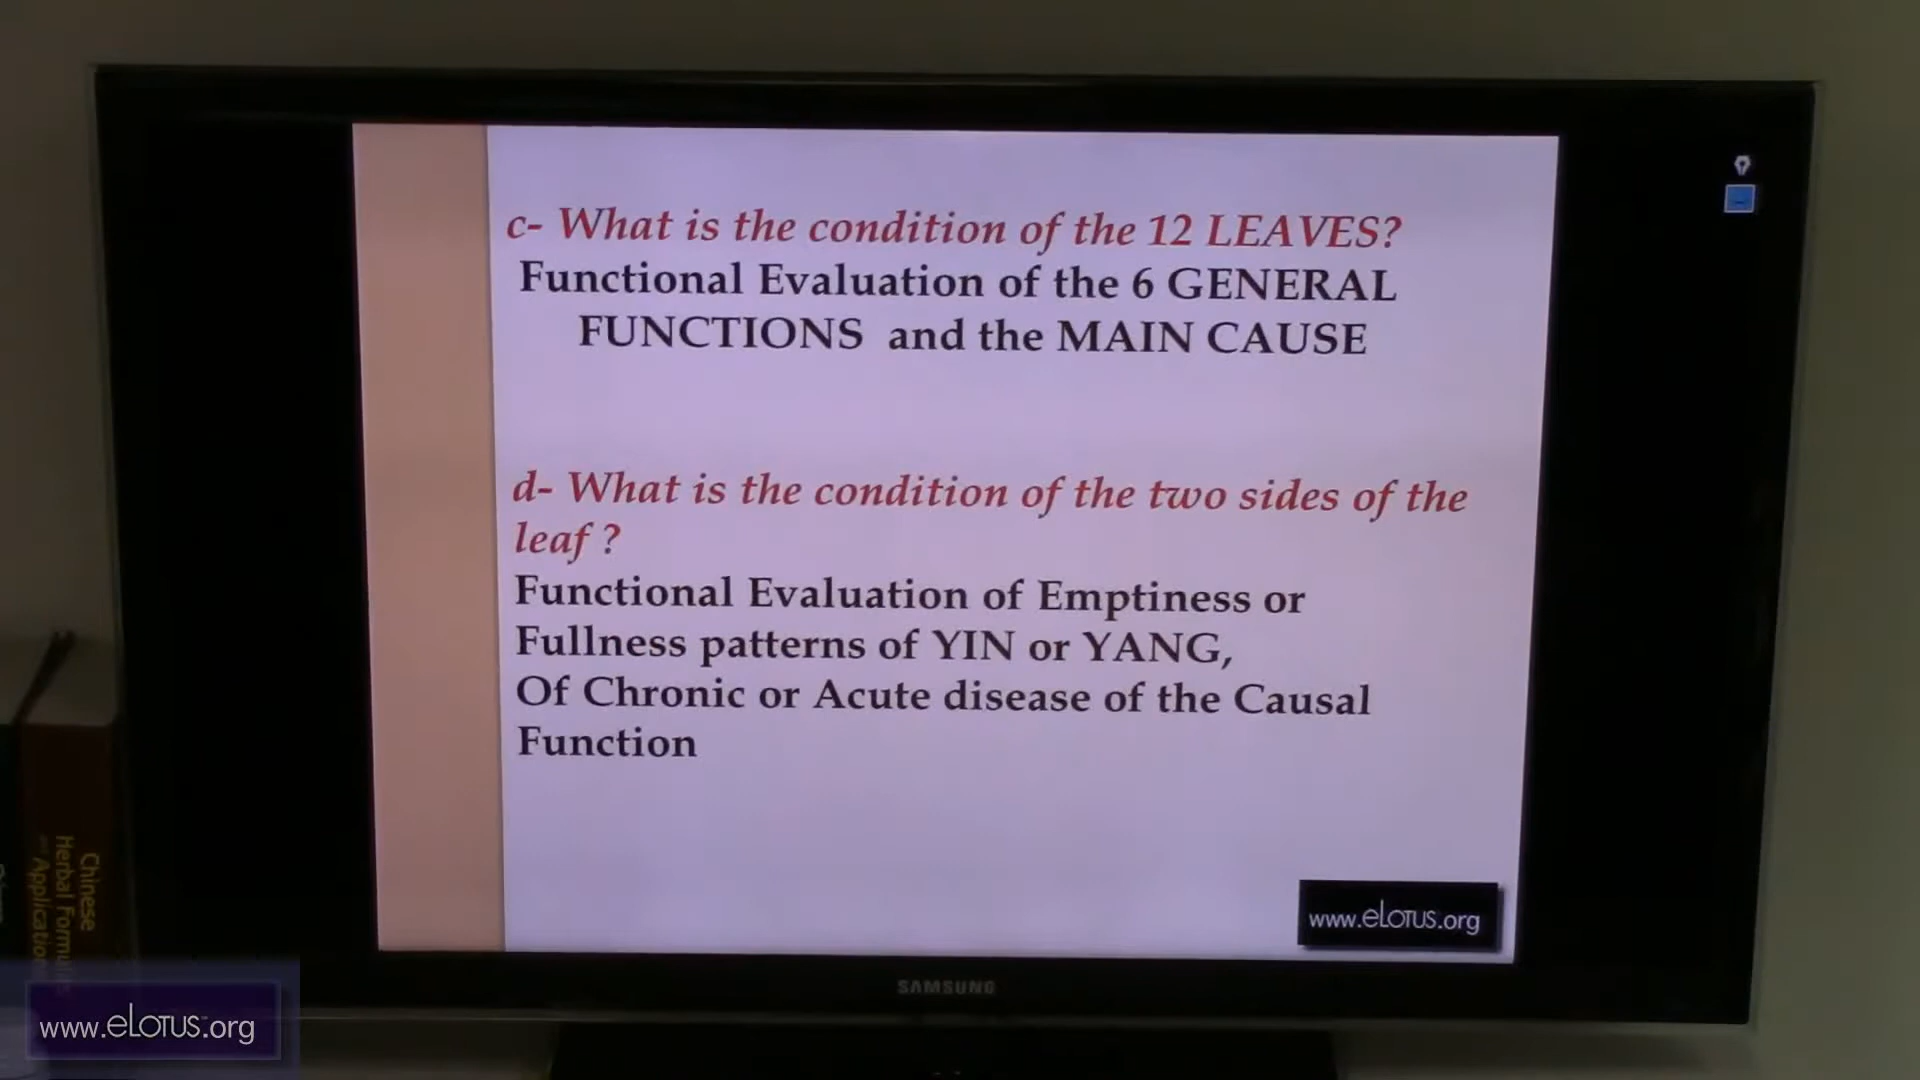 c- What is the condition of the 12 LEAVES?
Functional Evaluation of the 6 GENERAL
FUNCTIONS and the MAIN CAUSE
d- What is the condition of the two sides of the
leaf ?
Functional Evaluation of Emptiness or
Fullness patterns of YIN or YANG,
Of Chronic or Acute disease of the Causal
Function
www.eLOTUS.org
SAMSUNG
Chinese
Herbal Formulas
www.eLOTUS.org